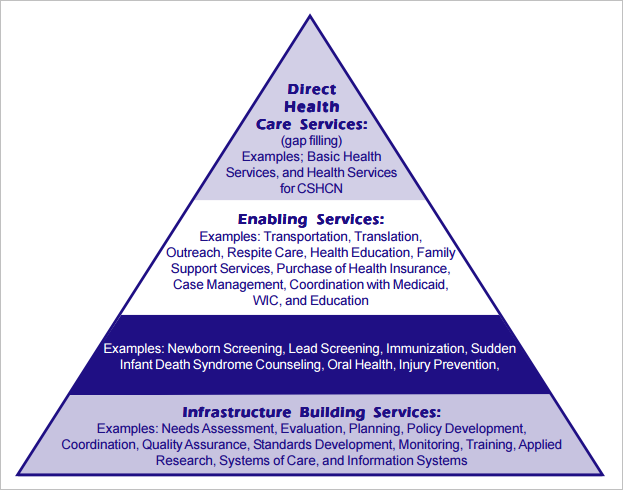 Direct
Health
Care Services:
(gap filling)
Examples; Basic Health
Services, and Health Services
for CSHCN
Enabling Services:
Examples: Transportation, Translation,
Outreach, Respite Care, Health Education, Family
Support Services, Purchase of Health Insurance,
Case Management, Coordination with Medicaid,
WIC, and Education
Examples: Newborn Screening, Lead Screening, Immunization, Sudden
Infant Death Syndrome Counseling, Oral Health, Injury Prevention,
Infrastructure Building Services:
Examples: Needs Assessment, Evaluation, Planning, Policy Development,
Coordination, Quality Assurance, Standards Development, Monitoring, Training, Applied
Research, Systems of Care, and Information Systems